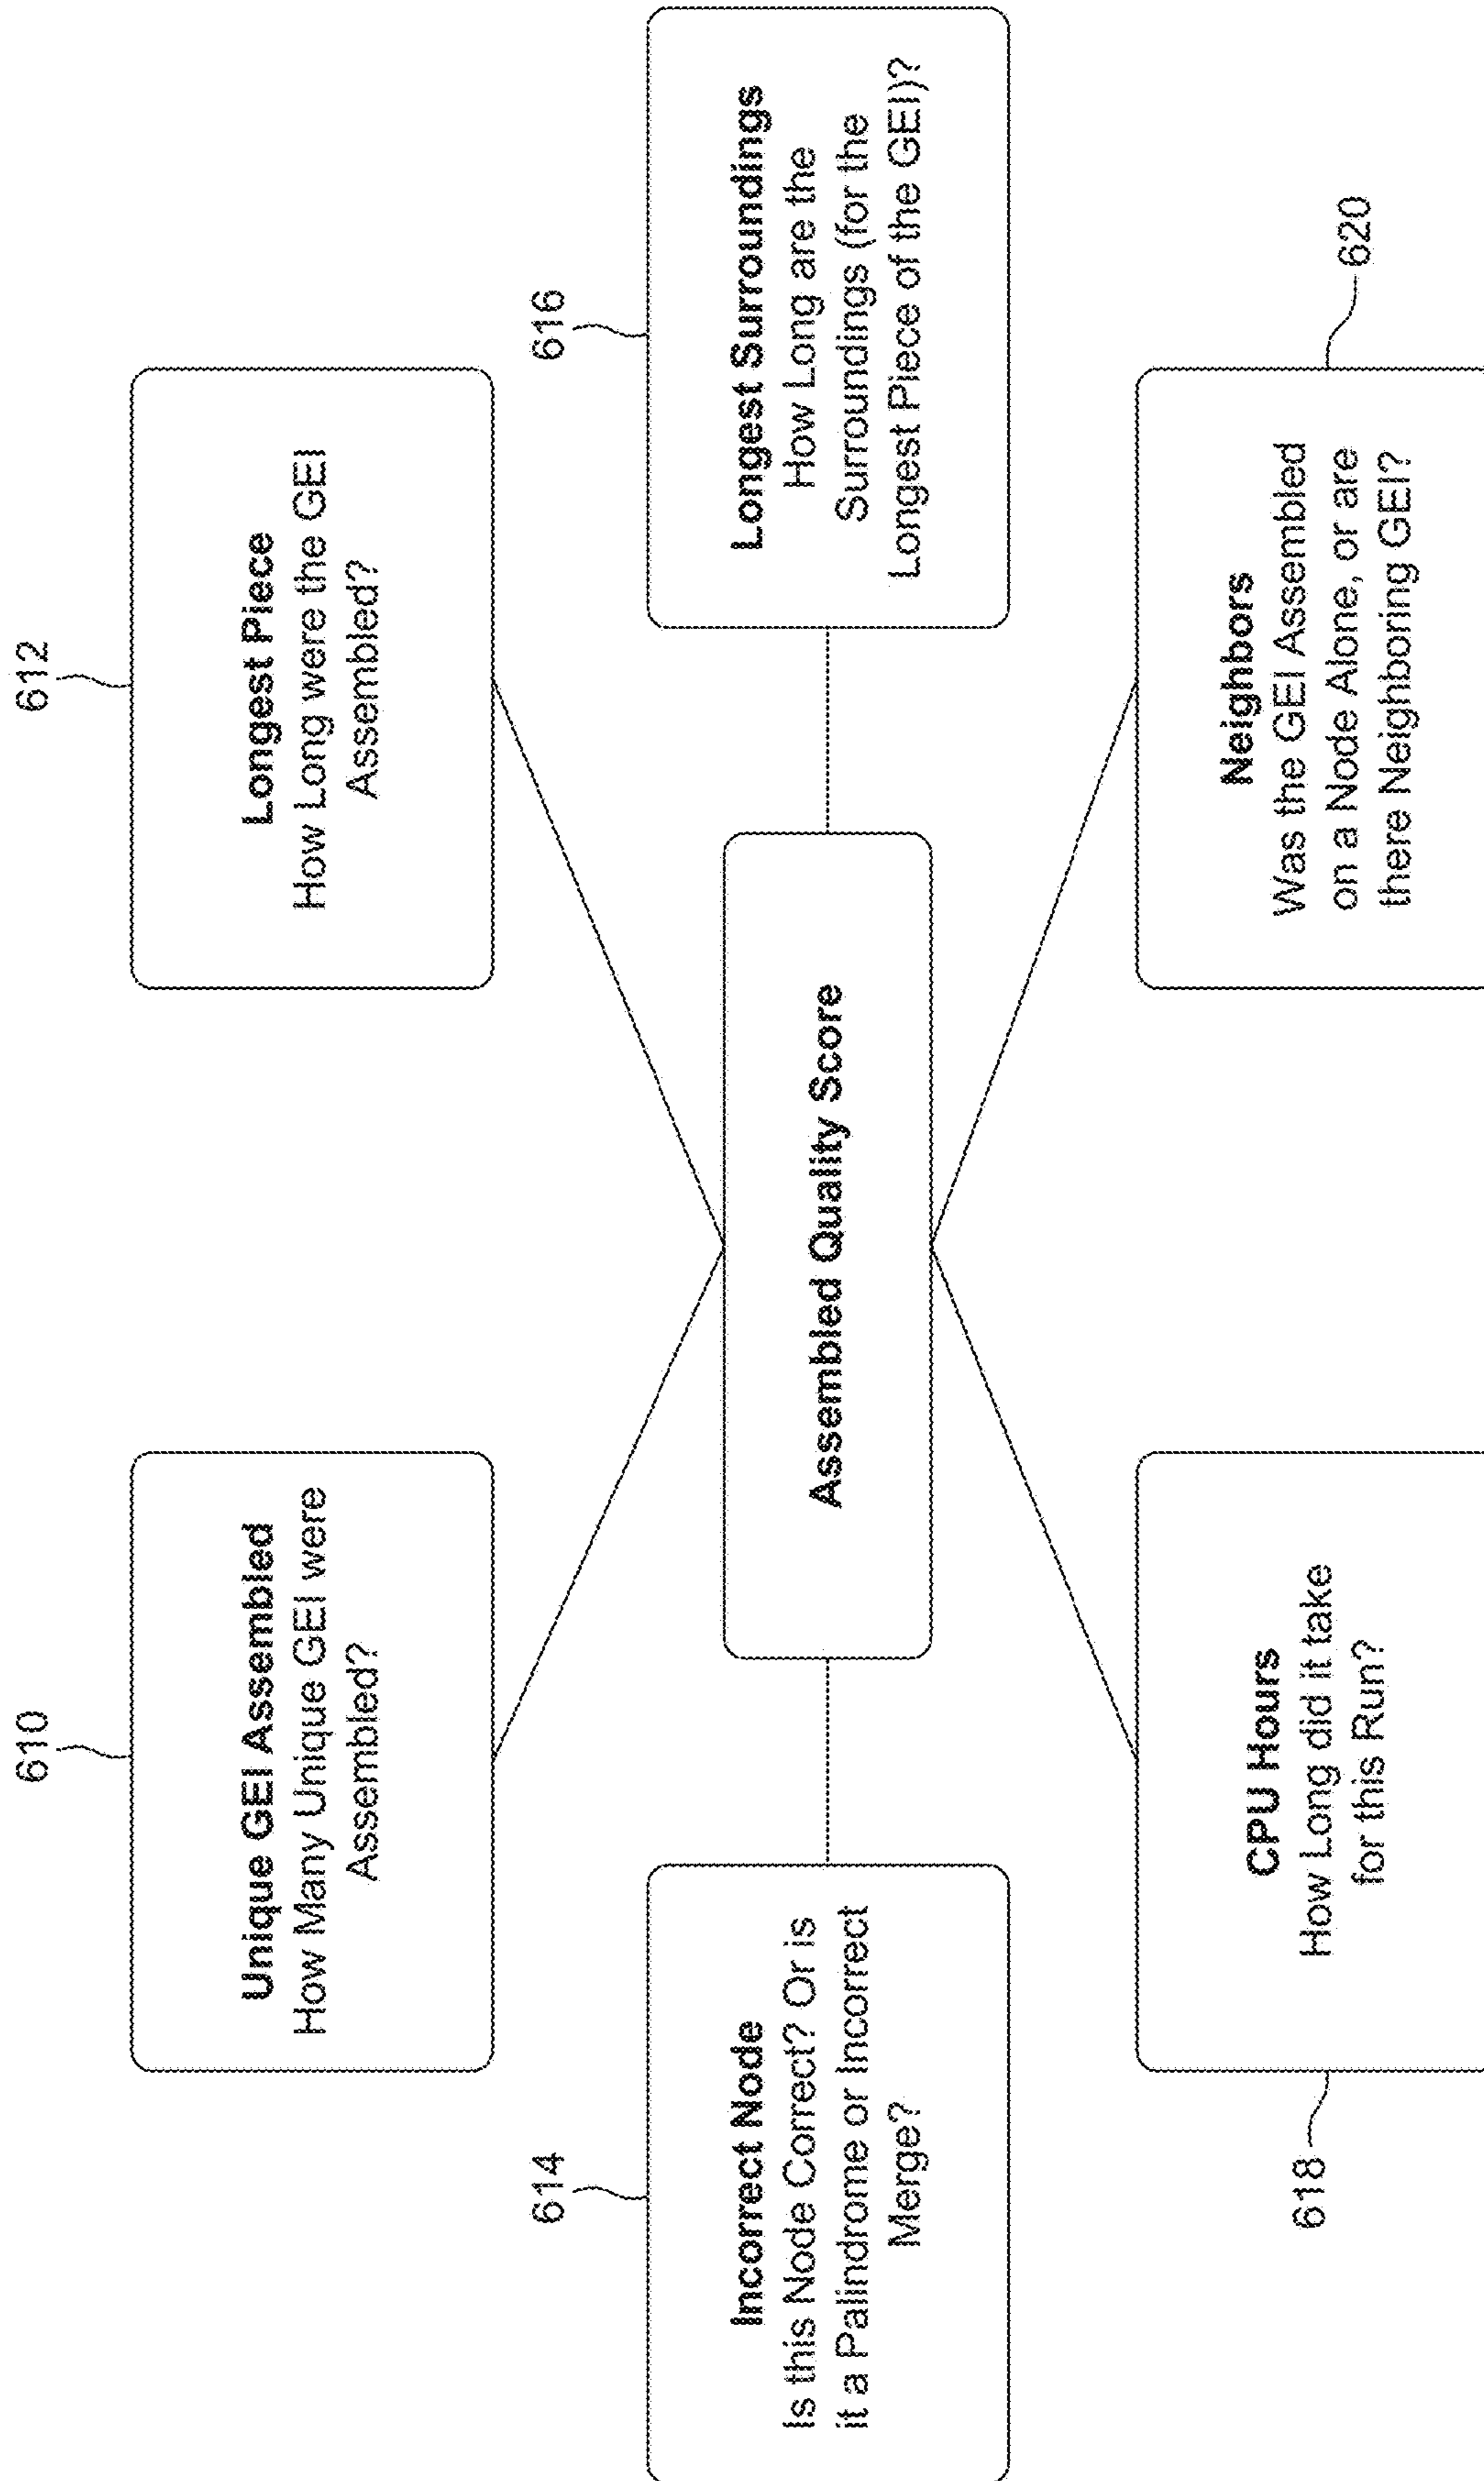 610
Unique GEI Assembled
How Many Unique GEI were
Assembled?
612
Longest Piece
How Long were the GEI
Assembled?
614
Incorrect Node
Is this Node Correct? Or is
it a Palindrome or Incorrect
Merge?
Assembled Quality Score
616
Longest Surroundings
How Long are the
Surroundings (for the
Longest Piece of the GEI)?
618
CPU Hours
How Long did it take
for this Run?
620
Neighbors
Was the GEI Assembled
on a Node Alone, or are
there Neighboring GEI?